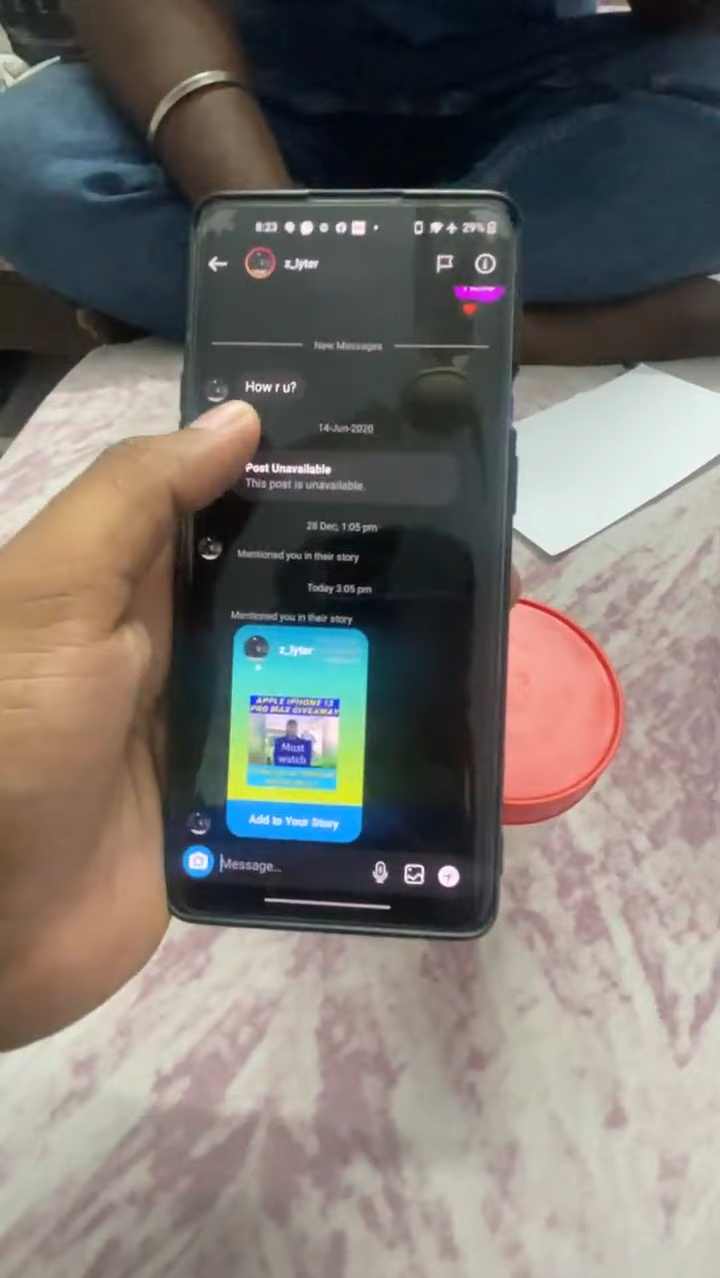 8:23
29%
z_lyter
New Messages
How r u?
14-Jun-2020
Post Unavailable
This post is unavailable.
28 Dec, 1:05 pm
Mentioned you in their story
Today 3:05 pm
Mentioned you in their story
z_lyter
APPLE IPHONE 13
PRO MAX GIVEAWAY
Must
watch
Add to Your Story
Message...